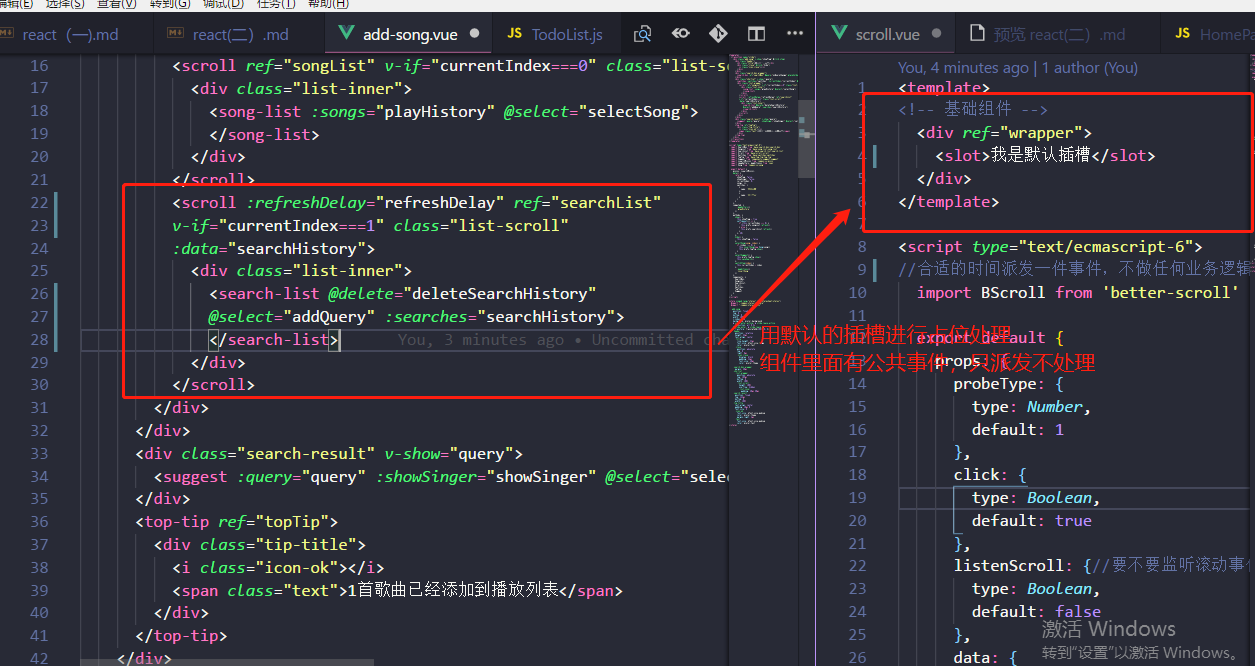 编辑(E) 选择(S) 查看(V) 转到(G) 调试(D) 任务(T) 帮助(H)
react （一).md react(二) .md add-song.vue JS TodoList.js
16 <scroll ref="songList" v-if="currentIndex===0" class="list-s
17 <div class="list-inner">
18 <song-list :songs="playHistory" @select="selectSong">
19 </song-list>
20 </div>
21 </scroll>
22 <scroll :refreshDelay="refreshDelay" ref="searchList"
23 v-if="currentIndex===1" class="list-scroll"
24 :data="searchHistory">
25 <div class="list-inner">
26 <search-list @delete="deleteSearchHistory"
27 @select="addQuery" :searches="searchHistory">
28 </search-list> You, 3 minutes ago • Uncommitted cha
29 </div>
30 </scroll>
31 </div>
32 </div>
33 <div class="search-result" v-show="query">
34 <suggest :query="query" :showSinger="showSinger" @select="sele
35 </div>
36 <top-tip ref="topTip">
37 <div class="tip-title">
38 <i class="icon-ok"></i>
39 <span class="text">1首歌曲已经添加到播放列表</span>
40 </div>
41 </top-tip>
42 </div>
用默认的插槽进行占位处理
组件里面有公共事件，只派发不处理
scroll.vue 预览 react(二) .md JS HomePa
You, 4 minutes ago | 1 author (You)
1 <template>
2 <!-- 基础组件 -->
3 <div ref="wrapper">
4 <slot>我是默认插槽</slot>
5 </div>
6 </template>
7
8 <script type="text/ecmascript-6">
9 //合适的时间派发一件事件，不做任何业务逻辑
10 import BScroll from 'better-scroll'
11
12 export default {
13 props: {
14 probeType: {
15 type: Number,
16 default: 1
17 },
18 click: {
19 type: Boolean,
20 default: true
21 },
22 listenScroll: {//要不要监听滚动事件
23 type: Boolean,
24 default: false
25 },
26 data: {
激活 Windows
转到"设置"以激活 Windows。